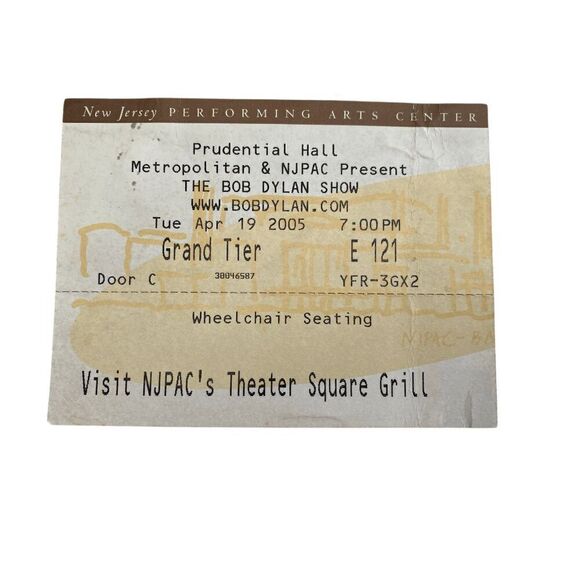 New Jersey PERFORMING ARTS CENTER
Prudential Hall
Metropolitan & NJPAC Present
THE BOB DYLAN SHOW
WWW.BOBDYLAN.COM
Tue Apr 19 2005 7:00PM
Grand Tier E 121
Door C 30046587 YFR-3GX2
Wheelchair Seating
NJPAC-
Visit NJPAC's Theater Square Grill